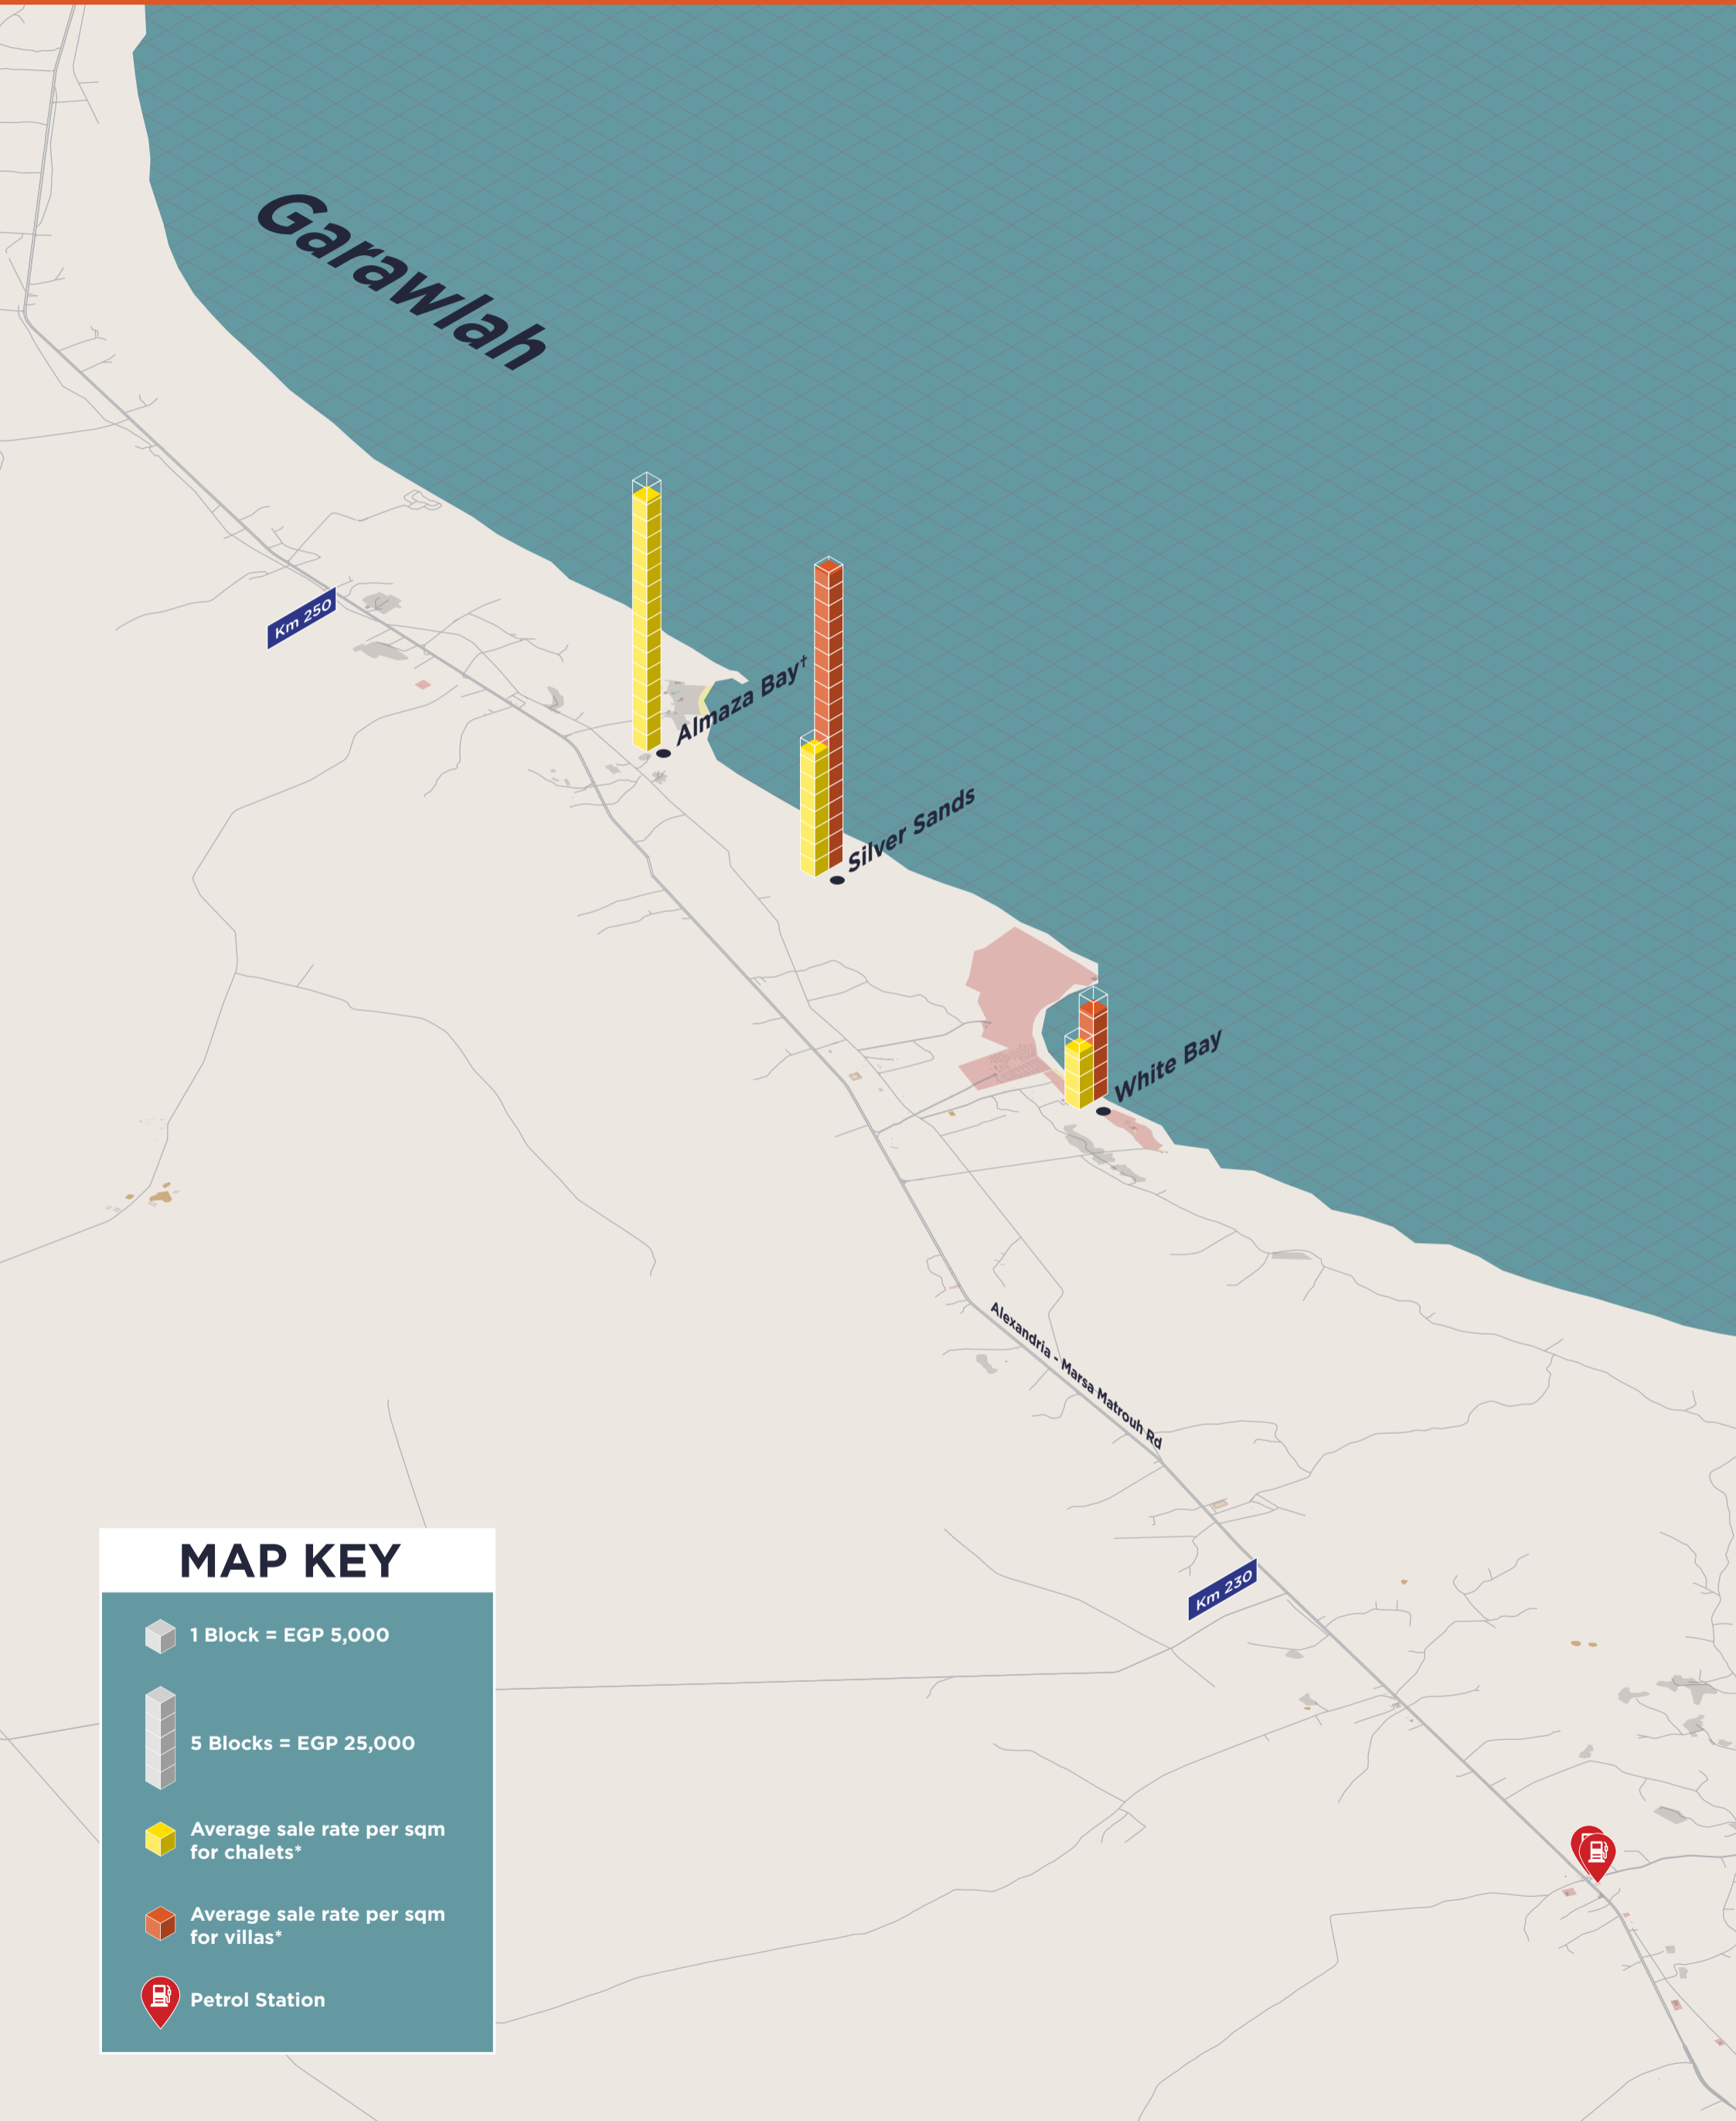 Garawlah
Km 250
Almaza Bay†
Silver Sands
White Bay
Alexandria - Marsa Matrouh Rd
Km 230
MAP KEY
1 Block = EGP 5,000
5 Blocks = EGP 25,000
Average sale rate per sqm
for chalets*
Average sale rate per sqm
for villas*
Petrol Station